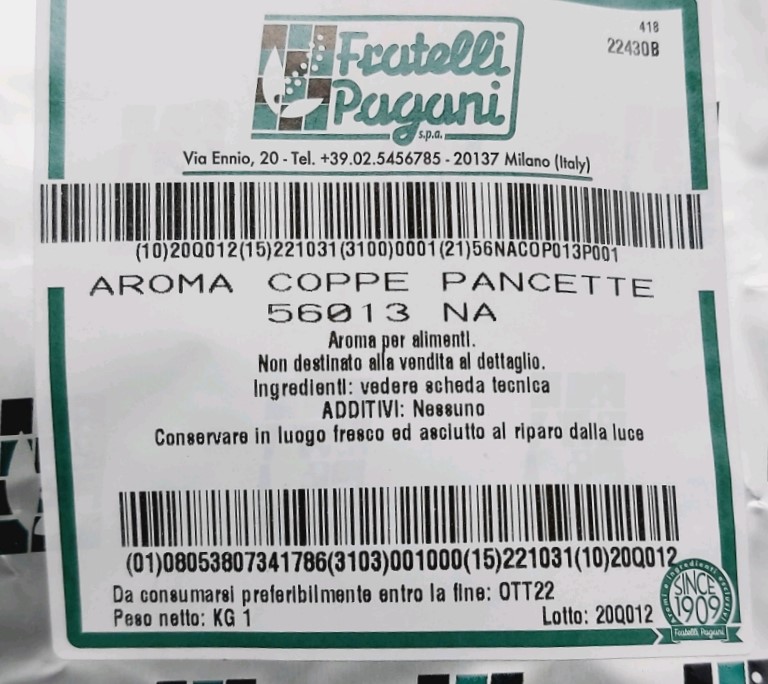 418
22430B
Fratelli
Pagani
s.p.a.
Via Ennio, 20 - Tel. +39.02.5456785 - 20137 Milano (Italy)
(10)20Q012(15)221031(3100)0001(21)56NACOP013P001
AROMA COPPE PANCETTE
56013 NA
Aroma per alimenti.
Non destinato alla vendita al dettaglio.
Ingredienti: vedere scheda tecnica
ADDITIVI: Nessuno
Conservare in luogo fresco ed asciutto al riparo dalla luce
(01)08053807341786(3103)001000(15)221031(10)20Q012
Da consumarsi preferibilmente entro la fine: OTT22
Peso netto: KG 1
Lotto: 20Q012
Aromi e ingredienti esclusivi
SINCE
1909
Fratelli Pagani